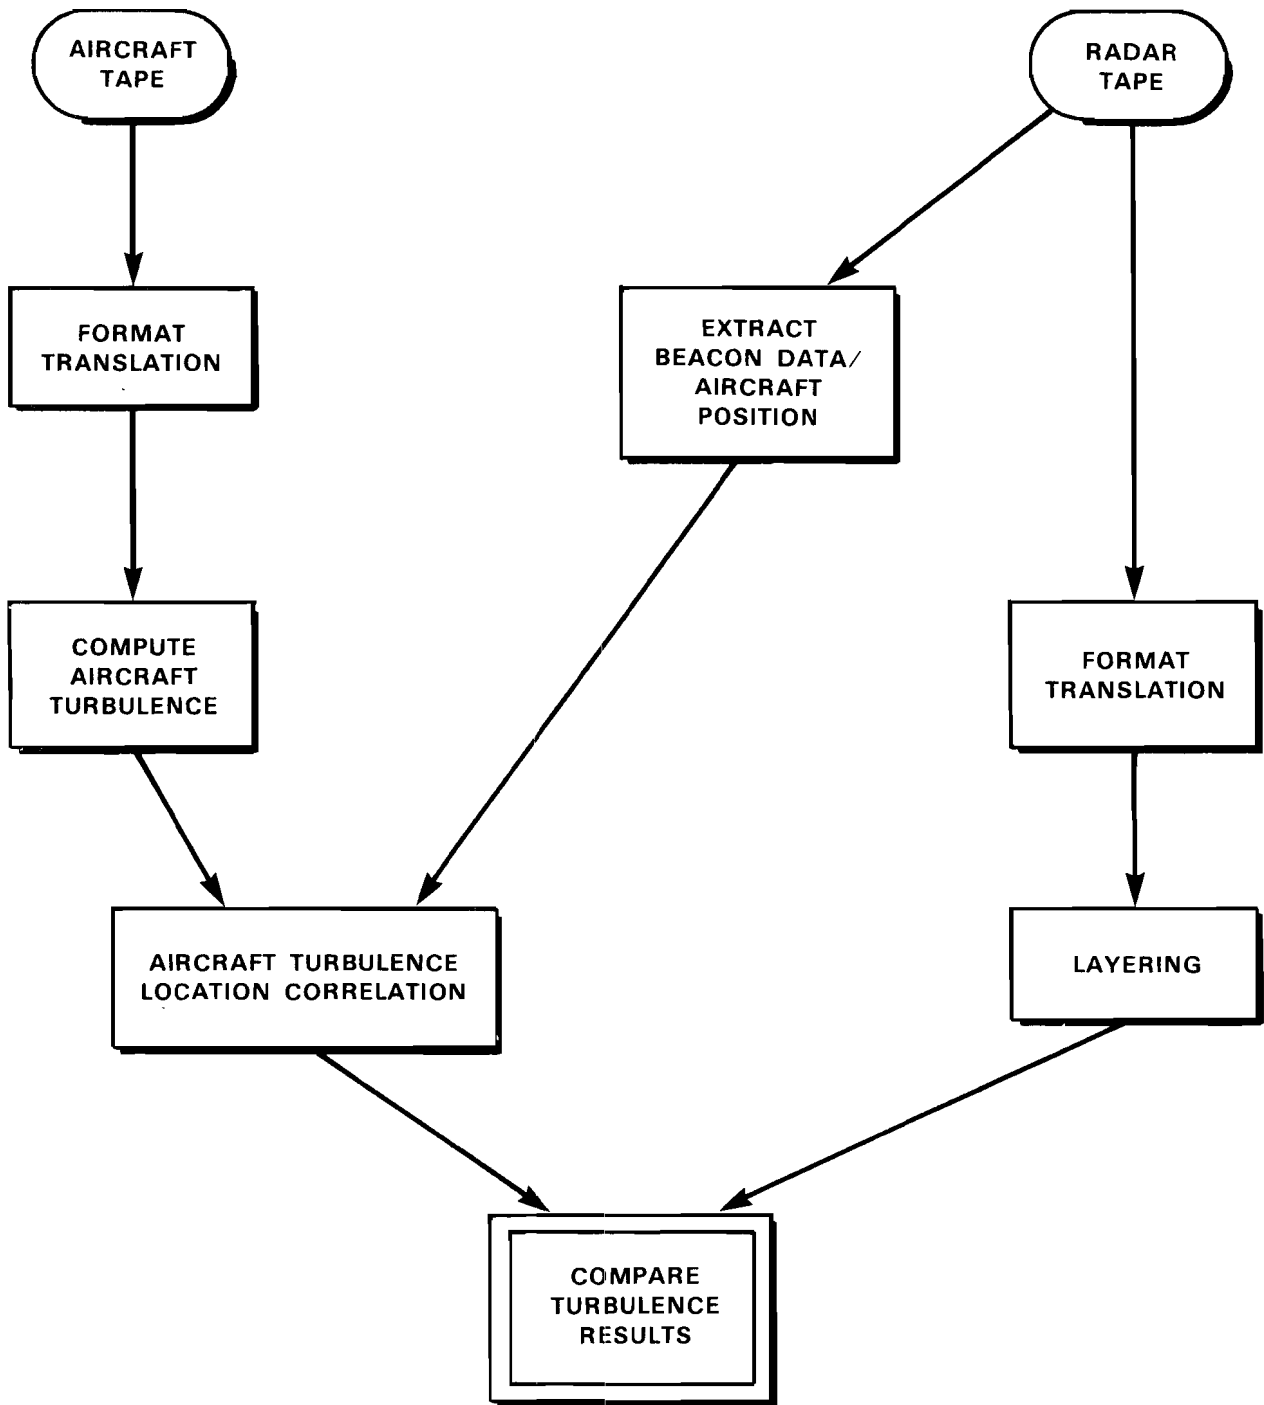 AIRCRAFT
TAPE
RADAR
TAPE
FORMAT
TRANSLATION
EXTRACT
BEACON DATA/
AIRCRAFT
POSITION
COMPUTE
AIRCRAFT
TURBULENCE
FORMAT
TRANSLATION
AIRCRAFT TURBULENCE
LOCATION CORRELATION
LAYERING
COMPARE
TURBULENCE
RESULTS